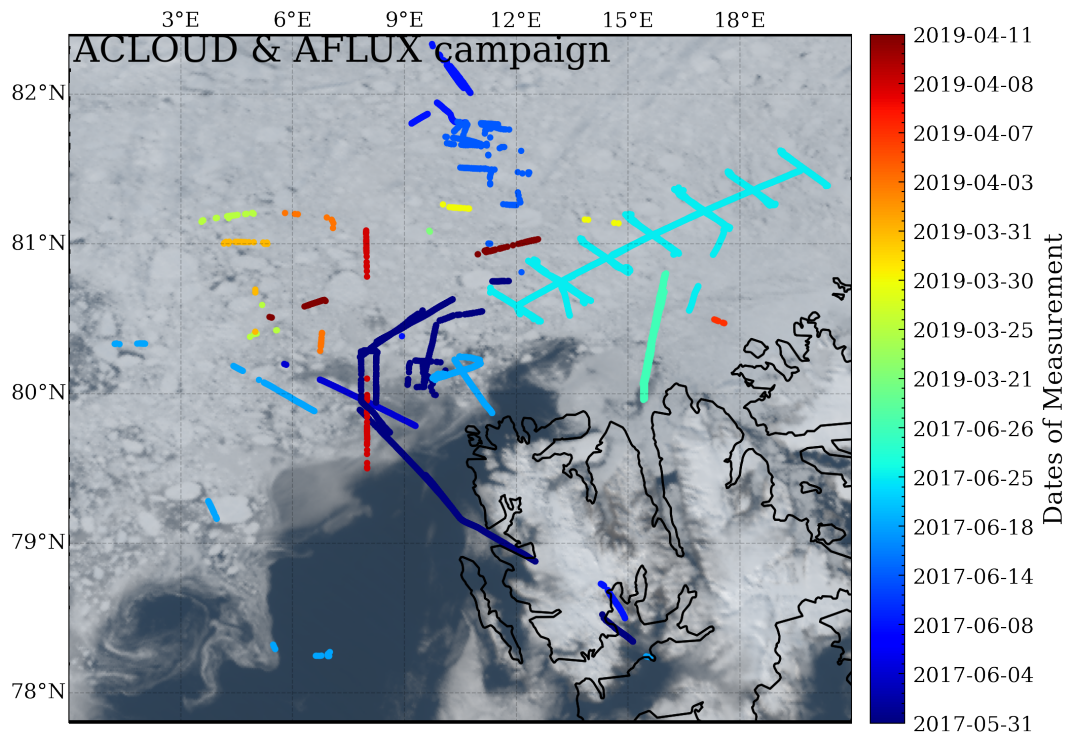 3°E 6°E 9°E 12°E 15°E 18°E
ACLOUD & AFLUX campaign
82°N
81°N
80°N
79°N
78°N
2019-04-11
2019-04-08
2019-04-07
2019-04-03
2019-03-31
2019-03-30
2019-03-25
2019-03-21
2017-06-26
2017-06-25
2017-06-18
2017-06-14
2017-06-08
2017-06-04
2017-05-31
Dates of Measurement